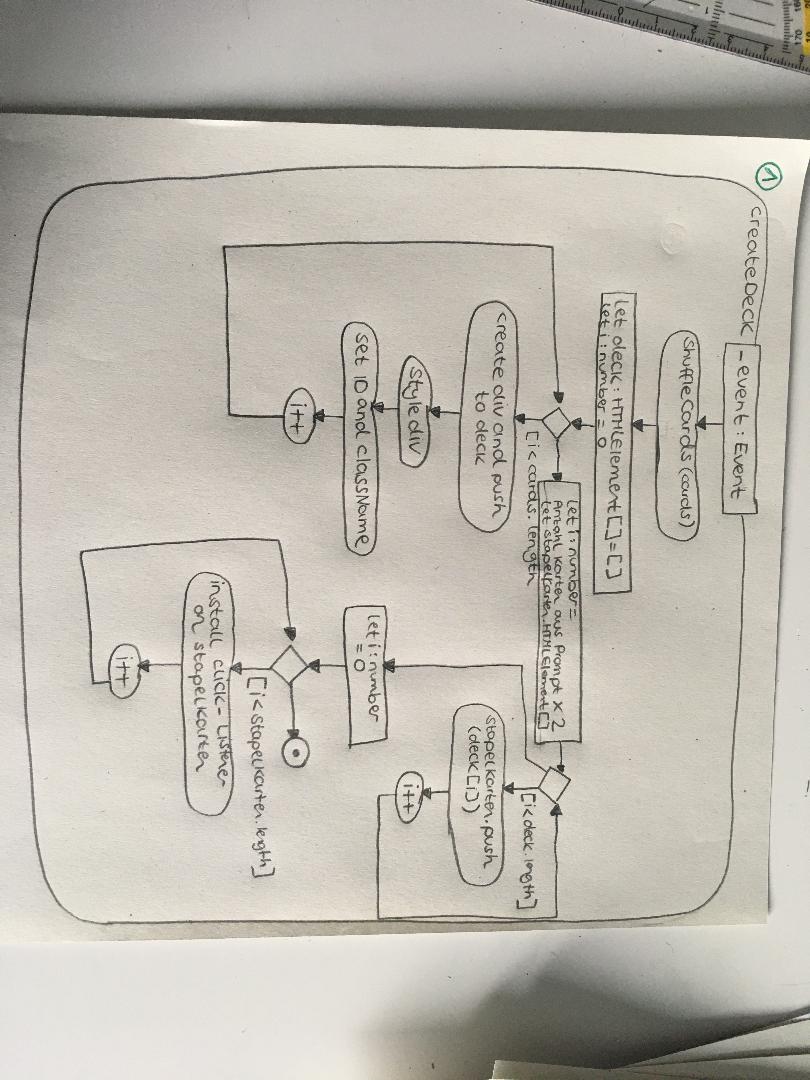 1
createDeck
- event : Event
shuffleCards (cards)
let deck : HTMLElement [] = []
let i : number = 0
[i < cards. length
create div and push
to deck
style div
set ID and className
i++
let i : number =
Anzahl Karten aus Prompt x 2
let stapelkarten.HTMLElement []
[i < deck. length]
stapelkarten. push
(deck [i])
i++
let i : number
= 0
[i < stapelkarten. length]
install click - Listener
on stapelkarten
i++